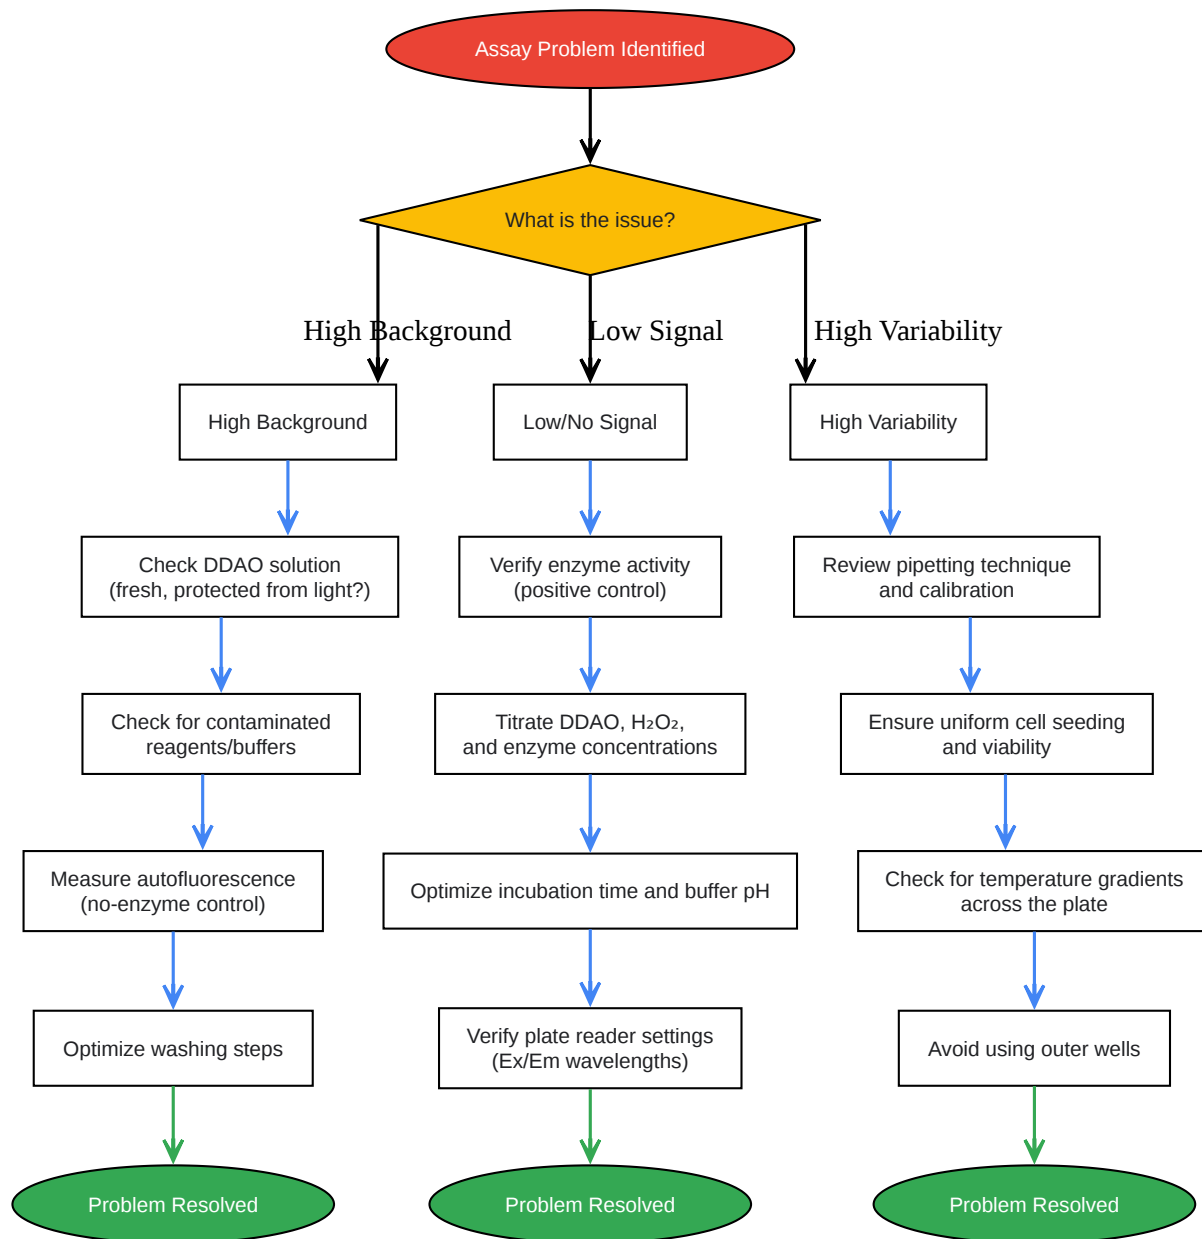 Assay Problem Identified
What is the issue?
High Background
Low Signal
High Variability
High Background
Low/No Signal
High Variability
Check DDAO solution
(fresh, protected from light?)
Verify enzyme activity
(positive control)
Review pipetting technique
and calibration
Check for contaminated
reagents/buffers
Titrate DDAO, H₂O₂,
and enzyme concentrations
Ensure uniform cell seeding
and viability
Measure autofluorescence
(no-enzyme control)
Optimize incubation time and buffer pH
Check for temperature gradients
across the plate
Optimize washing steps
Verify plate reader settings
(Ex/Em wavelengths)
Avoid using outer wells
Problem Resolved
Problem Resolved
Problem Resolved